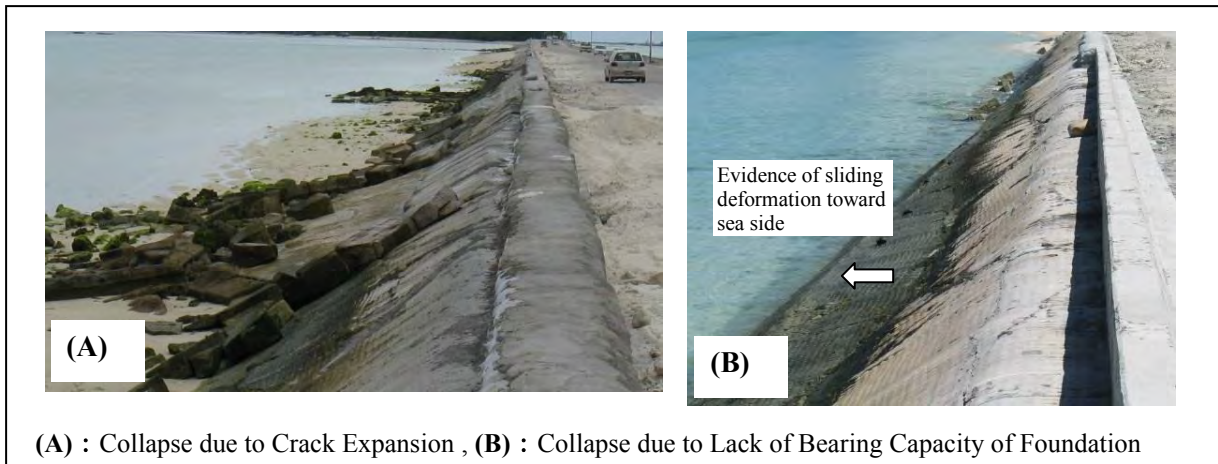 Evidence of sliding
deformation toward
sea side
(A)
(B)
(A) : Collapse due to Crack Expansion , (B) : Collapse due to Lack of Bearing Capacity of Foundation